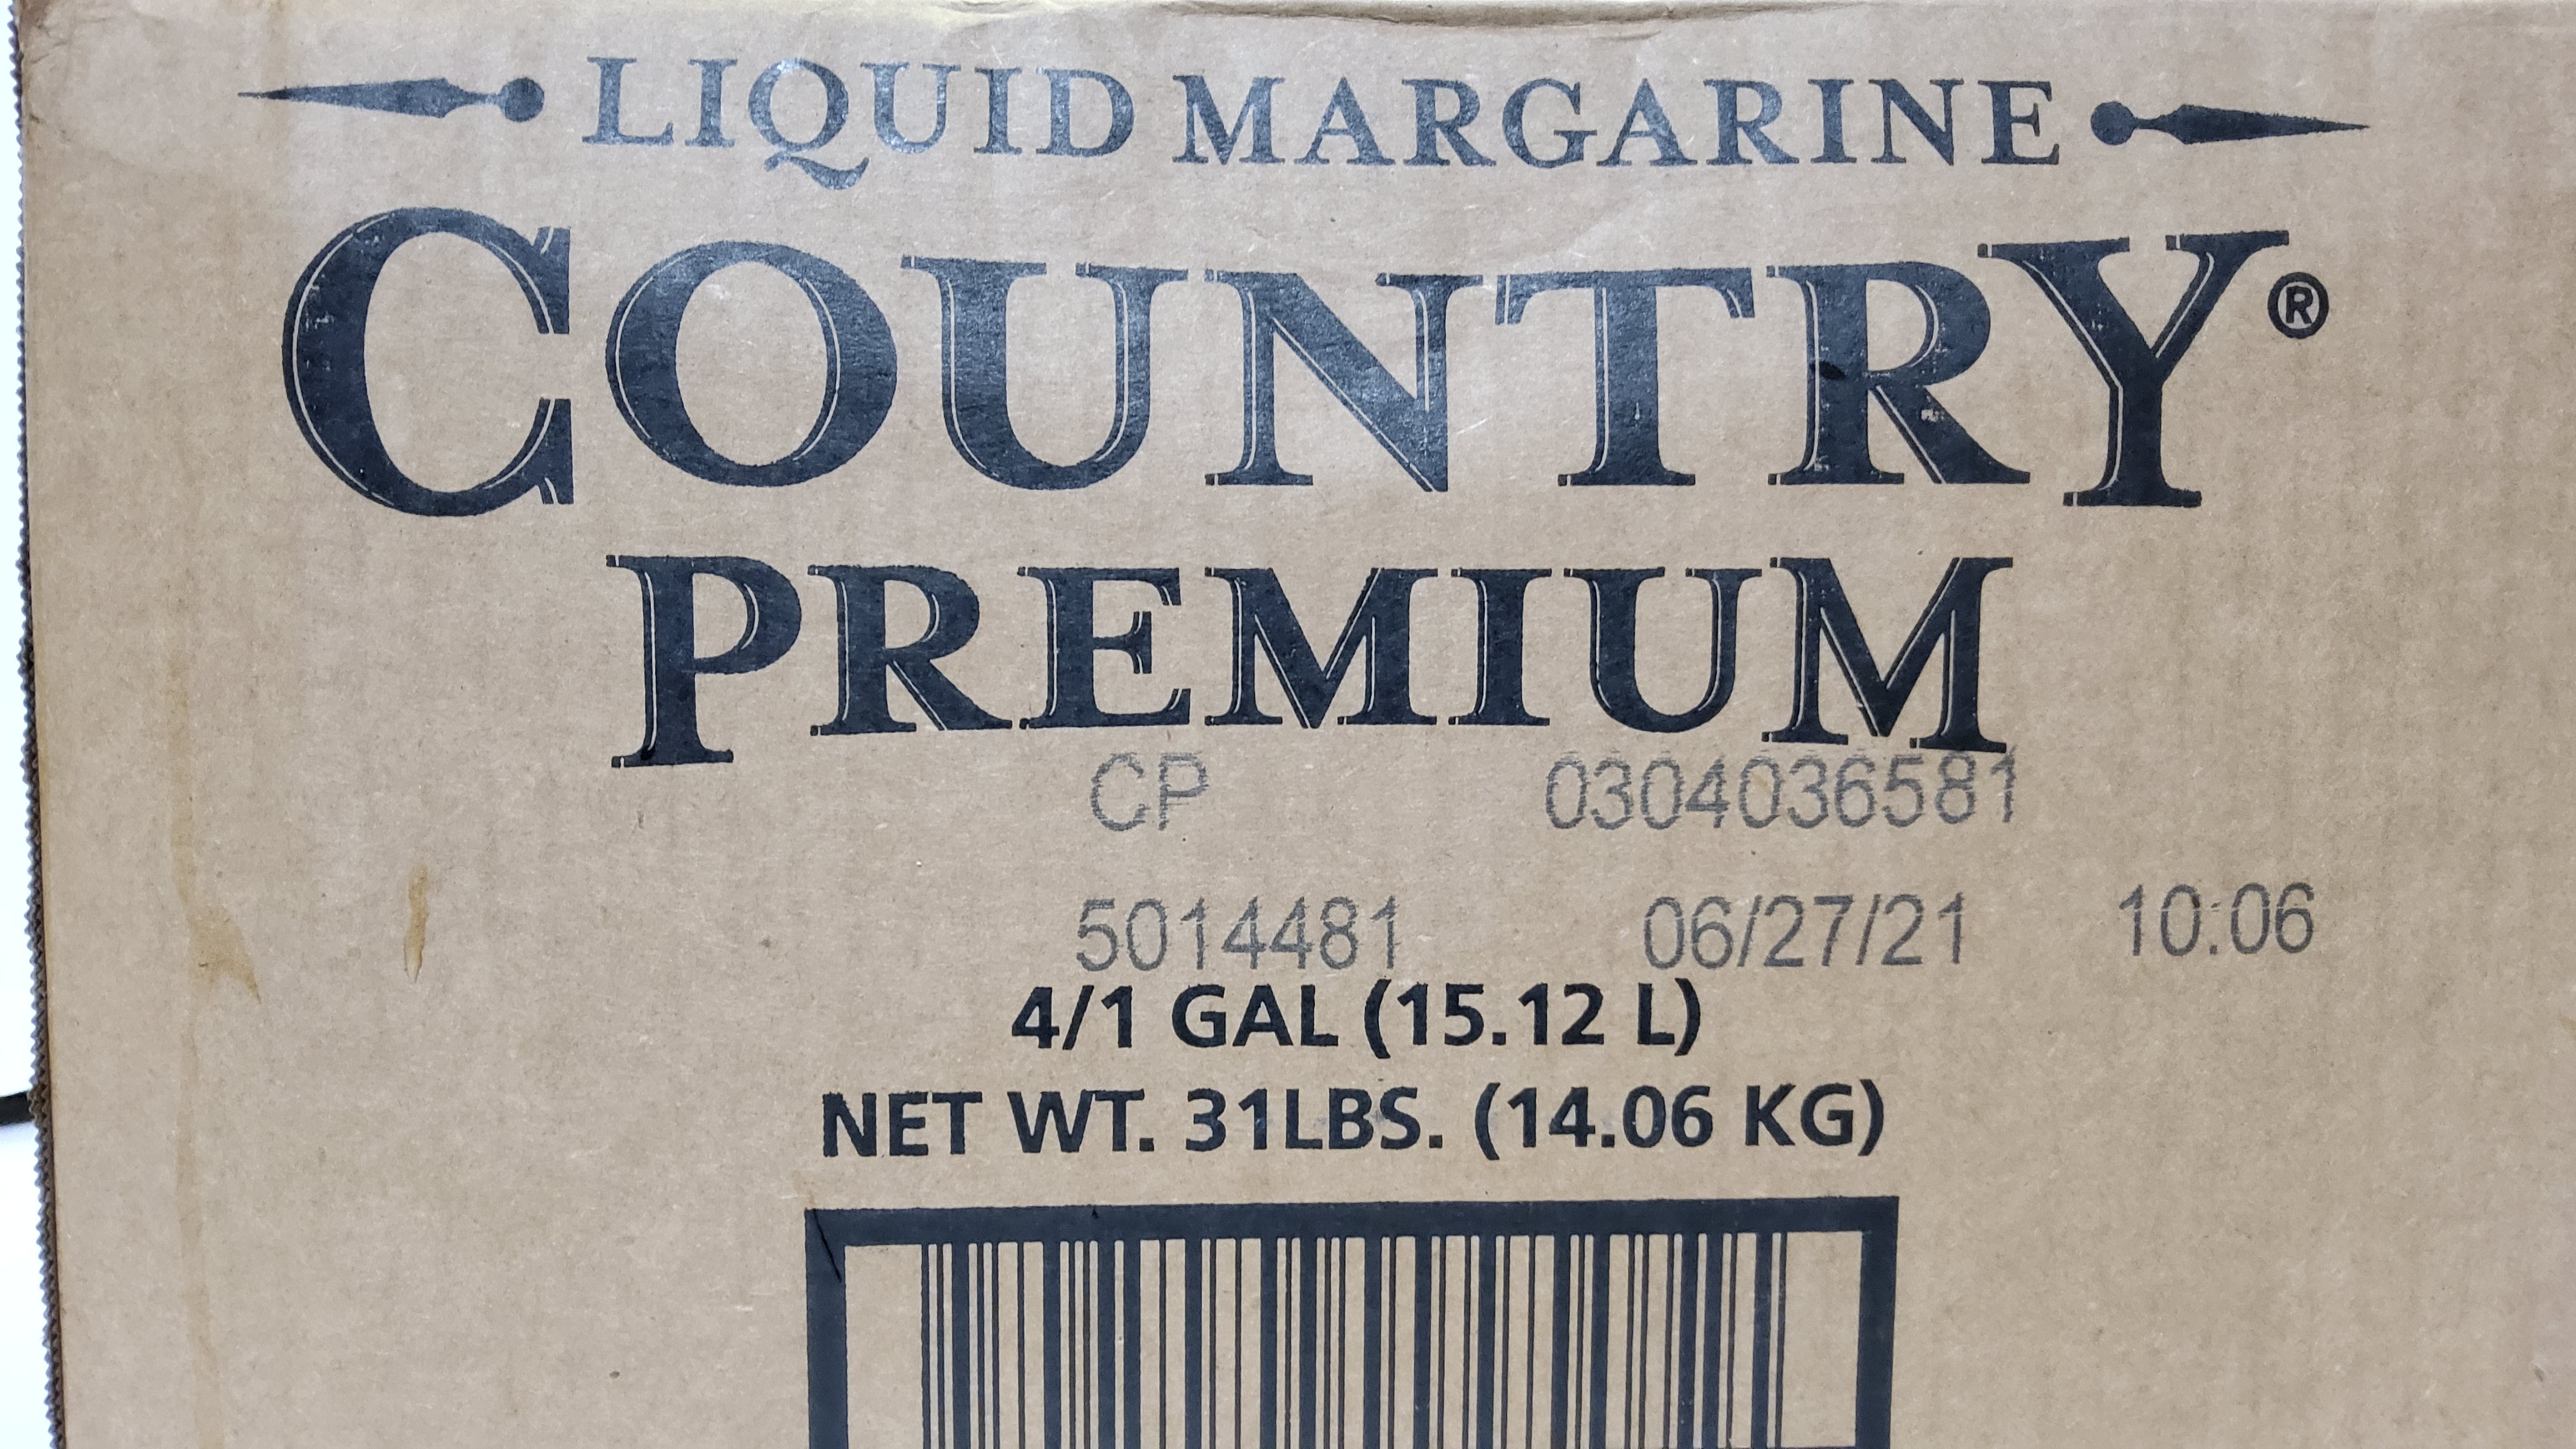 LIQUID MARGARINE
COUNTRY®
PREMIUM
CP 0304036581
5014481 06/27/21 10:06
4/1 GAL (15.12 L)
NET WT. 31LBS. (14.06 KG)